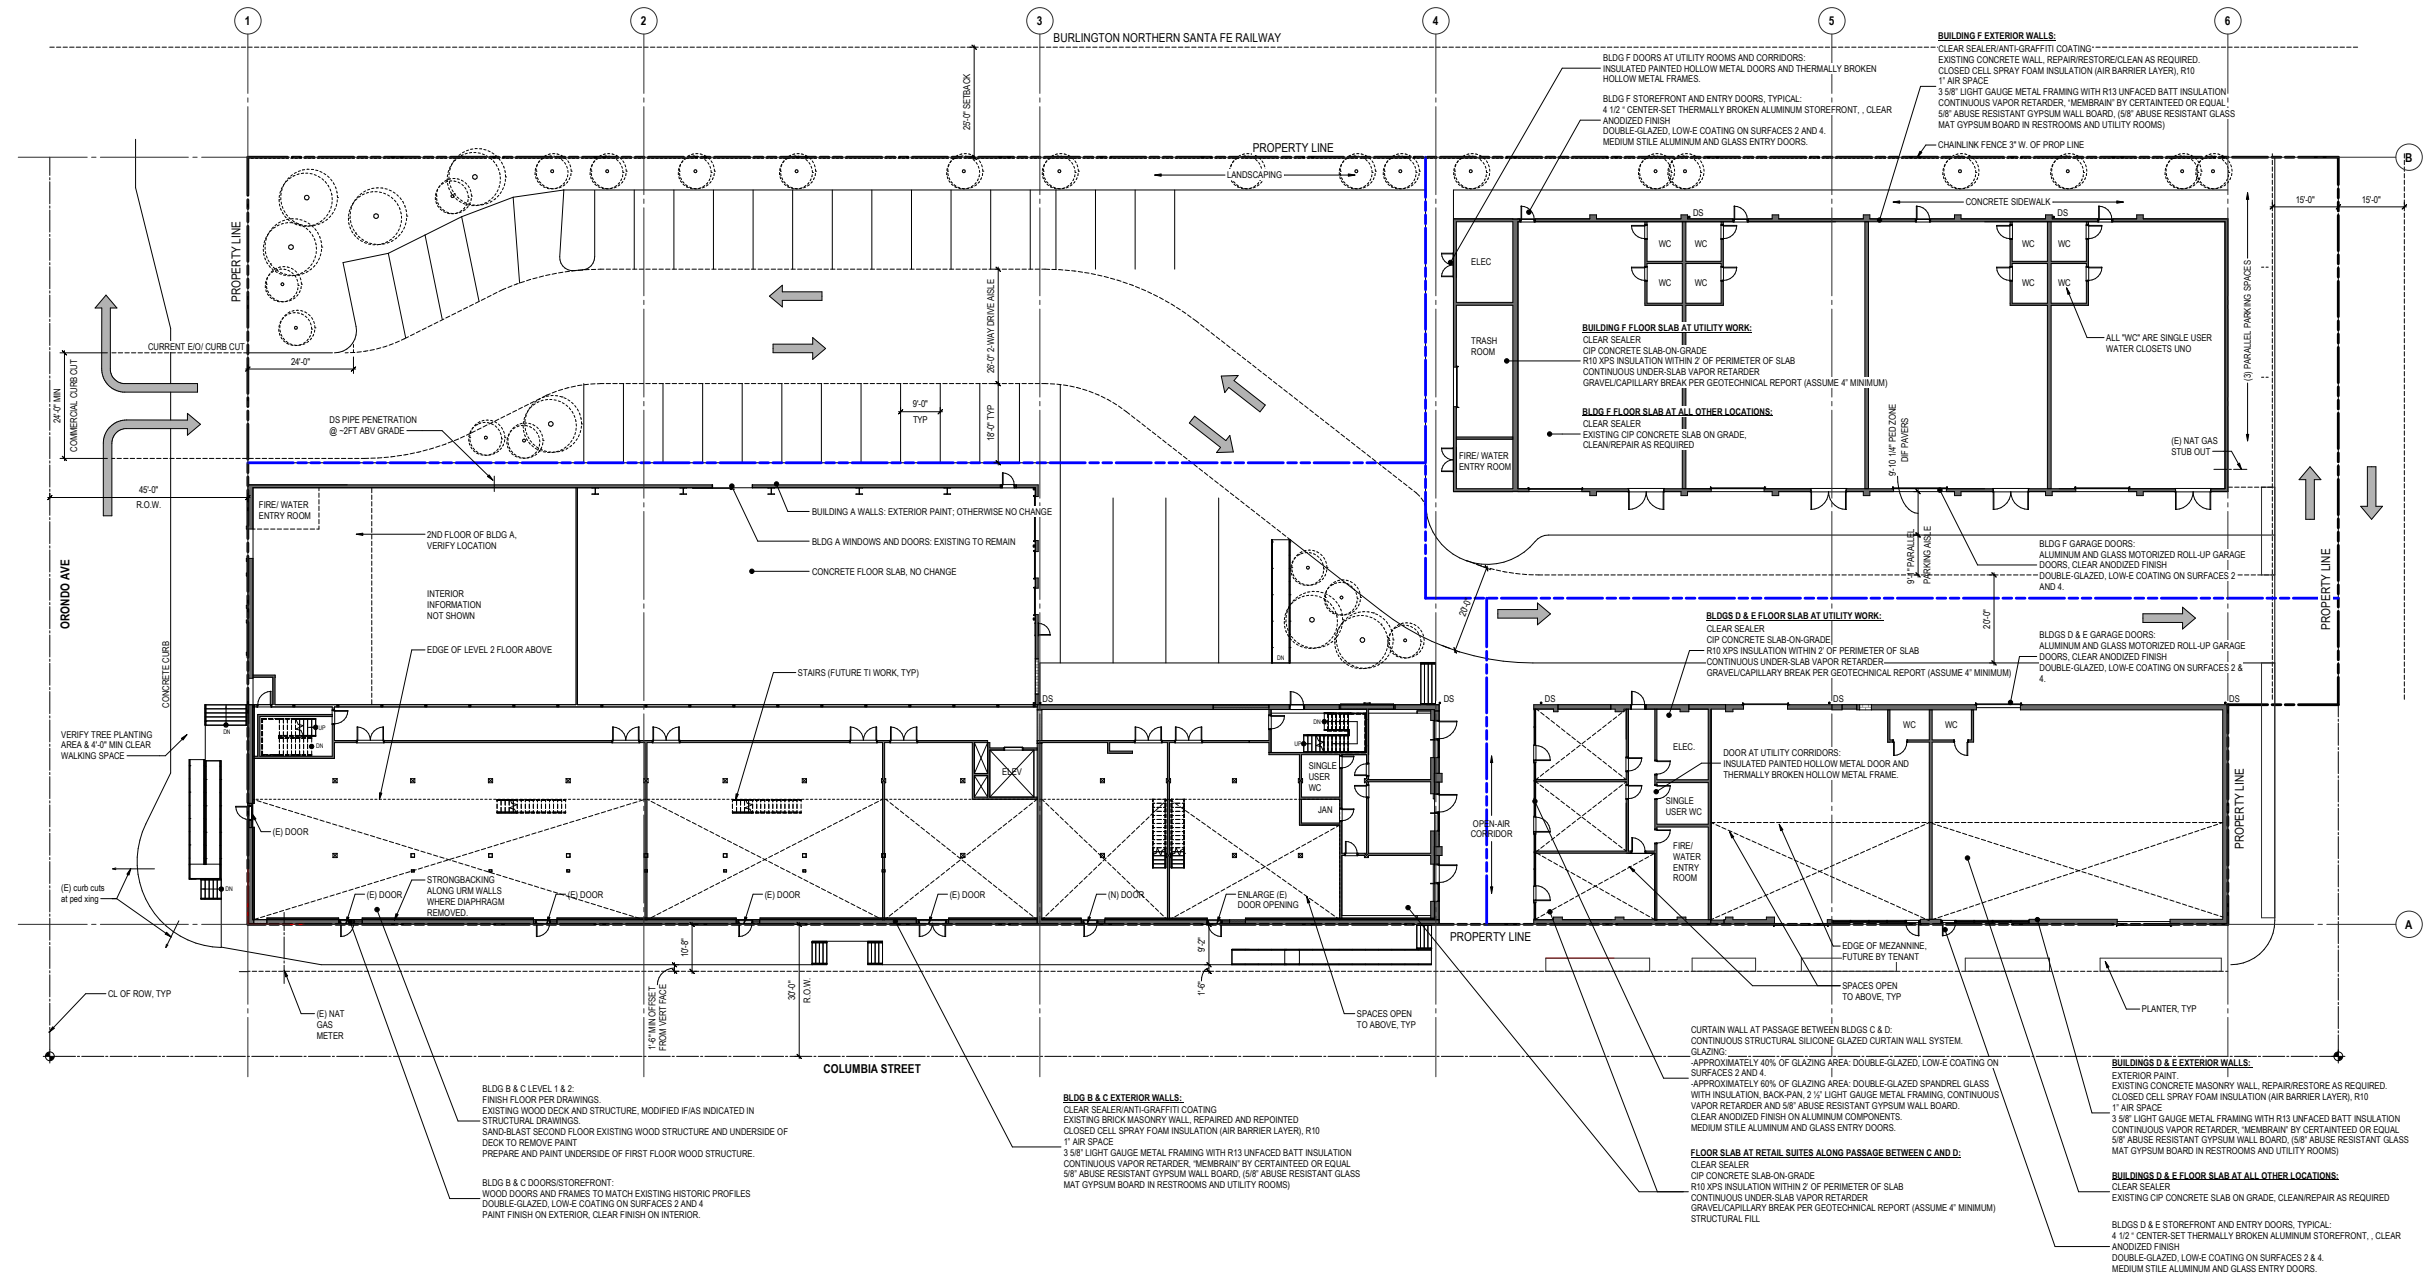 1
2
3
4
5
6
BURLINGTON NORTHERN SANTA FE RAILWAY
25'-0" SETBACK
BLDG F DOORS AT UTILITY ROOMS AND CORRIDORS:
INSULATED PAINTED HOLLOW METAL DOORS AND THERMALLY BROKEN
HOLLOW METAL FRAMES.
BLDG F STOREFRONT AND ENTRY DOORS, TYPICAL:
4 1/2 " CENTER-SET THERMALLY BROKEN ALUMINUM STOREFRONT, , CLEAR
ANODIZED FINISH
DOUBLE-GLAZED, LOW-E COATING ON SURFACES 2 AND 4.
MEDIUM STILE ALUMINUM AND GLASS ENTRY DOORS.
BUILDING F EXTERIOR WALLS:
CLEAR SEALER/ANTI-GRAFFITI COATING
EXISTING CONCRETE WALL, REPAIR/RESTORE/CLEAN AS REQUIRED.
CLOSED CELL SPRAY FOAM INSULATION (AIR BARRIER LAYER), R10
1" AIR SPACE
3 5/8" LIGHT GAUGE METAL FRAMING WITH R13 UNFACED BATT INSULATION
CONTINUOUS VAPOR RETARDER, "MEMBRAIN" BY CERTAINTEED OR EQUAL
5/8" ABUSE RESISTANT GYPSUM WALL BOARD, (5/8" ABUSE RESISTANT GLASS
MAT GYPSUM BOARD IN RESTROOMS AND UTILITY ROOMS)
CHAINLINK FENCE 3" W. OF PROP LINE
PROPERTY LINE
B
LANDSCAPING
CONCRETE SIDEWALK
15'-0"
15'-0"
DS
DS
PROPERTY LINE
ELEC
WC
WC
WC
WC
WC
WC
WC
WC
(3) PARALLEL PARKING SPACES
26'-0" 2-WAY DRIVE AISLE
TRASH
ROOM
BUILDING F FLOOR SLAB AT UTILITY WORK:
CLEAR SEALER
CIP CONCRETE SLAB-ON-GRADE
R10 XPS INSULATION WITHIN 2' OF PERIMETER OF SLAB
CONTINUOUS UNDER-SLAB VAPOR RETARDER
GRAVEL/CAPILLARY BREAK PER GEOTECHNICAL REPORT (ASSUME 4" MINIMUM)
ALL "WC" ARE SINGLE USER
WATER CLOSETS UNO
CURRENT E/O/ CURB CUT
24'-0"
24'-0" MIN
COMMERCIAL CURB CUT
DS PIPE PENETRATION
@ ~2FT ABV GRADE
9'-0"
TYP
18'-0" TYP
BLDG F FLOOR SLAB AT ALL OTHER LOCATIONS:
CLEAR SEALER
EXISTING CIP CONCRETE SLAB ON GRADE,
CLEAN/REPAIR AS REQUIRED
9'-10 1/4" PED ZONE
DIF PAVERS
(E) NAT GAS
STUB OUT
FIRE/ WATER
ENTRY ROOM
45'-0"
R.O.W.
FIRE/ WATER
ENTRY ROOM
2ND FLOOR OF BLDG A,
VERIFY LOCATION
BUILDING A WALLS: EXTERIOR PAINT; OTHERWISE NO CHANGE
BLDG A WINDOWS AND DOORS: EXISTING TO REMAIN
CONCRETE FLOOR SLAB, NO CHANGE
INTERIOR
INFORMATION
NOT SHOWN
9'-1" PARALLEL
PARKING AISLE
BLDG F GARAGE DOORS:
ALUMINUM AND GLASS MOTORIZED ROLL-UP GARAGE
DOORS, CLEAR ANODIZED FINISH
DOUBLE-GLAZED, LOW-E COATING ON SURFACES 2
AND 4.
PROPERTY LINE
ORONDO AVE
CONCRETE CURB
EDGE OF LEVEL 2 FLOOR ABOVE
STAIRS (FUTURE TI WORK, TYP)
DN
20'-0"
20'-0"
BLDGS D & E FLOOR SLAB AT UTILITY WORK:
CLEAR SEALER
CIP CONCRETE SLAB-ON-GRADE
R10 XPS INSULATION WITHIN 2' OF PERIMETER OF SLAB
CONTINUOUS UNDER-SLAB VAPOR RETARDER
GRAVEL/CAPILLARY BREAK PER GEOTECHNICAL REPORT (ASSUME 4" MINIMUM)
BLDGS D & E GARAGE DOORS:
ALUMINUM AND GLASS MOTORIZED ROLL-UP GARAGE
DOORS, CLEAR ANODIZED FINISH
DOUBLE-GLAZED, LOW-E COATING ON SURFACES 2 &
4.
DS
DS
DS
DS
DS
VERIFY TREE PLANTING
AREA & 4'-0" MIN CLEAR
WALKING SPACE
DN
UP
DN
DN
UP
ELEV
SINGLE
USER
WC
JAN
OPEN-AIR
CORRIDOR
ELEC.
SINGLE
USER WC
FIRE/
WATER
ENTRY
ROOM
WC
WC
DOOR AT UTILITY CORRIDORS:
INSULATED PAINTED HOLLOW METAL DOOR AND
THERMALLY BROKEN HOLLOW METAL FRAME.
PROPERTY LINE
(E) DOOR
(E) curb cuts
at ped xing
DN
(E) DOOR
STRONGBACKING
ALONG URM WALLS
WHERE DIAPHRAGM
REMOVED.
(E) DOOR
(E) DOOR
(E) DOOR
(N) DOOR
ENLARGE (E)
DOOR OPENING
A
PROPERTY LINE
10'-8"
9'-2"
EDGE OF MEZANNINE,
FUTURE BY TENANT
SPACES OPEN
TO ABOVE, TYP
CL OF ROW, TYP
(E) NAT
GAS
METER
1'-6" MIN OFFSET
FROM VERT FACE
30'-0"
R.O.W.
1'-6"
SPACES OPEN
TO ABOVE, TYP
PLANTER, TYP
COLUMBIA STREET
BLDG B & C LEVEL 1 & 2:
FINISH FLOOR PER DRAWINGS.
EXISTING WOOD DECK AND STRUCTURE, MODIFIED IF/AS INDICATED IN
STRUCTURAL DRAWINGS.
SAND-BLAST SECOND FLOOR EXISTING WOOD STRUCTURE AND UNDERSIDE OF
DECK TO REMOVE PAINT
PREPARE AND PAINT UNDERSIDE OF FIRST FLOOR WOOD STRUCTURE.
BLDG B & C DOORS/STOREFRONT:
WOOD DOORS AND FRAMES TO MATCH EXISTING HISTORIC PROFILES
DOUBLE-GLAZED, LOW-E COATING ON SURFACES 2 AND 4
PAINT FINISH ON EXTERIOR, CLEAR FINISH ON INTERIOR.
BLDG B & C EXTERIOR WALLS:
CLEAR SEALER/ANTI-GRAFFITI COATING
EXISTING BRICK MASONRY WALL, REPAIRED AND REPOINTED
CLOSED CELL SPRAY FOAM INSULATION (AIR BARRIER LAYER), R10
1" AIR SPACE
3 5/8" LIGHT GAUGE METAL FRAMING WITH R13 UNFACED BATT INSULATION
CONTINUOUS VAPOR RETARDER, "MEMBRAIN" BY CERTAINTEED OR EQUAL
5/8" ABUSE RESISTANT GYPSUM WALL BOARD, (5/8" ABUSE RESISTANT GLASS
MAT GYPSUM BOARD IN RESTROOMS AND UTILITY ROOMS)
CURTAIN WALL AT PASSAGE BETWEEN BLDGS C & D:
CONTINUOUS STRUCTURAL SILICONE GLAZED CURTAIN WALL SYSTEM.
GLAZING:
-APPROXIMATELY 40% OF GLAZING AREA: DOUBLE-GLAZED, LOW-E COATING ON
SURFACES 2 AND 4.
-APPROXIMATELY 60% OF GLAZING AREA: DOUBLE-GLAZED SPANDREL GLASS
WITH INSULATION, BACK-PAN, 2 ½" LIGHT GAUGE METAL FRAMING, CONTINUOUS
VAPOR RETARDER AND 5/8" ABUSE RESISTANT GYPSUM WALL BOARD.
CLEAR ANODIZED FINISH ON ALUMINUM COMPONENTS.
MEDIUM STILE ALUMINUM AND GLASS ENTRY DOORS.
FLOOR SLAB AT RETAIL SUITES ALONG PASSAGE BETWEEN C AND D:
CLEAR SEALER
CIP CONCRETE SLAB-ON-GRADE
R10 XPS INSULATION WITHIN 2' OF PERIMETER OF SLAB
CONTINUOUS UNDER-SLAB VAPOR RETARDER
GRAVEL/CAPILLARY BREAK PER GEOTECHNICAL REPORT (ASSUME 4" MINIMUM)
STRUCTURAL FILL
BUILDINGS D & E EXTERIOR WALLS:
EXTERIOR PAINT.
EXISTING CONCRETE MASONRY WALL, REPAIR/RESTORE AS REQUIRED.
CLOSED CELL SPRAY FOAM INSULATION (AIR BARRIER LAYER), R10
1" AIR SPACE
3 5/8" LIGHT GAUGE METAL FRAMING WITH R13 UNFACED BATT INSULATION
CONTINUOUS VAPOR RETARDER, "MEMBRAIN" BY CERTAINTEED OR EQUAL
5/8" ABUSE RESISTANT GYPSUM WALL BOARD, (5/8" ABUSE RESISTANT GLASS
MAT GYPSUM BOARD IN RESTROOMS AND UTILITY ROOMS)
BUILDINGS D & E FLOOR SLAB AT ALL OTHER LOCATIONS:
CLEAR SEALER
EXISTING CIP CONCRETE SLAB ON GRADE, CLEAN/REPAIR AS REQUIRED
BLDGS D & E STOREFRONT AND ENTRY DOORS, TYPICAL:
4 1/2 " CENTER-SET THERMALLY BROKEN ALUMINUM STOREFRONT, , CLEAR
ANODIZED FINISH
DOUBLE-GLAZED, LOW-E COATING ON SURFACES 2 & 4.
MEDIUM STILE ALUMINUM AND GLASS ENTRY DOORS.